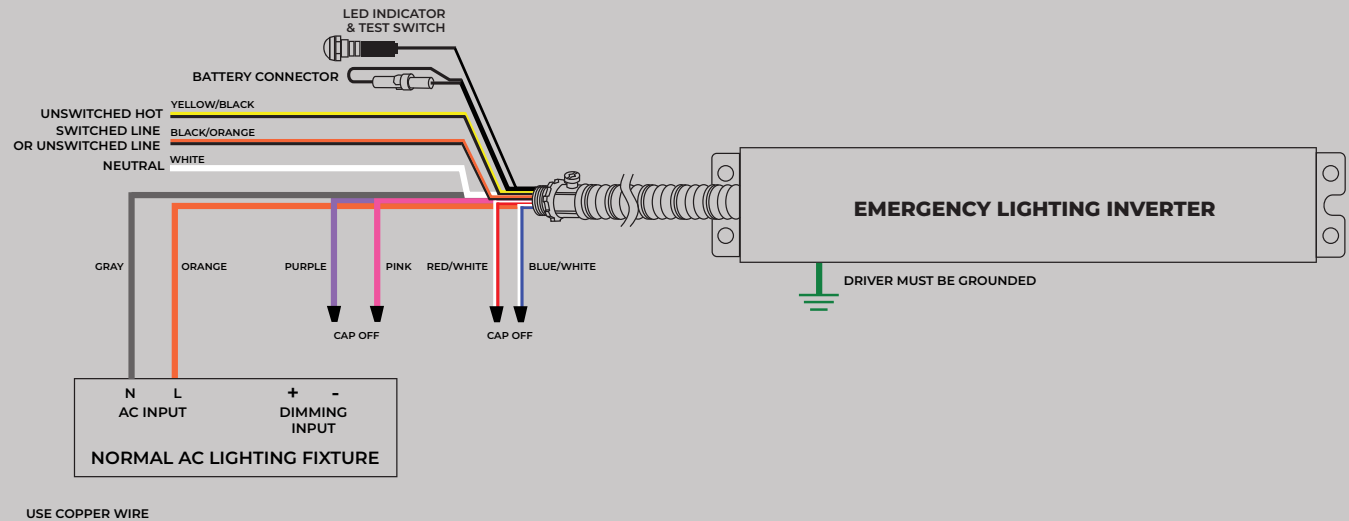 LED INDICATOR
& TEST SWITCH
BATTERY CONNECTOR
UNSWITCHED HOT
YELLOW/BLACK
SWITCHED LINE
OR UNSWITCHED LINE
BLACK/ORANGE
NEUTRAL
WHITE
EMERGENCY LIGHTING INVERTER
GRAY
ORANGE
PURPLE
PINK
RED/WHITE
BLUE/WHITE
DRIVER MUST BE GROUNDED
CAP OFF
CAP OFF
N L
AC INPUT
+ -
DIMMING
INPUT
NORMAL AC LIGHTING FIXTURE
USE COPPER WIRE